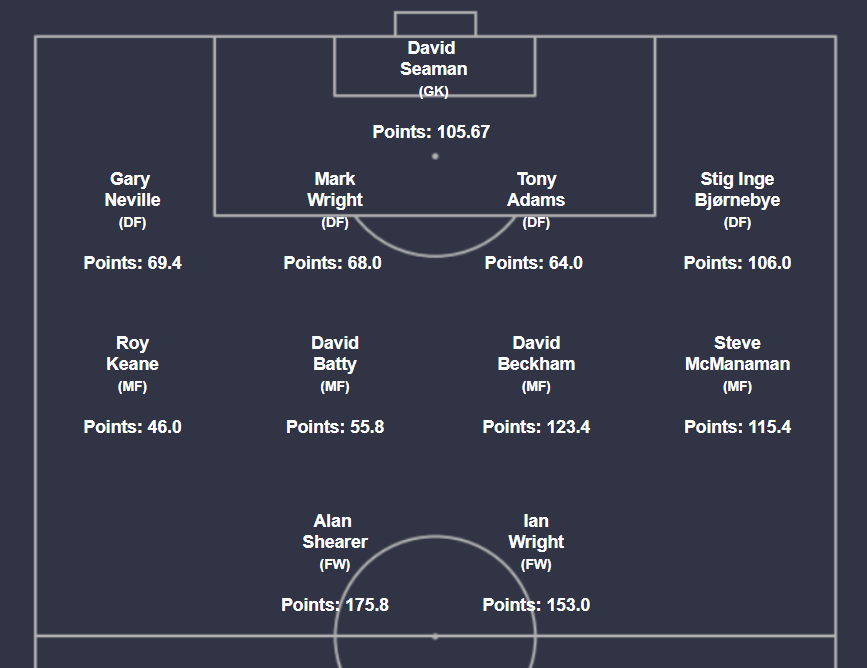 David
Seaman
(GK)
Points: 105.67
Gary
Neville
(DF)
Points: 69.4
Mark
Wright
(DF)
Points: 68.0
Tony
Adams
(DF)
Points: 64.0
Stig Inge
Bjørnebye
(DF)
Points: 106.0
Roy
Keane
(MF)
Points: 46.0
David
Batty
(MF)
Points: 55.8
David
Beckham
(MF)
Points: 123.4
Steve
McManaman
(MF)
Points: 115.4
Alan
Shearer
(FW)
Points: 175.8
Ian
Wright
(FW)
Points: 153.0